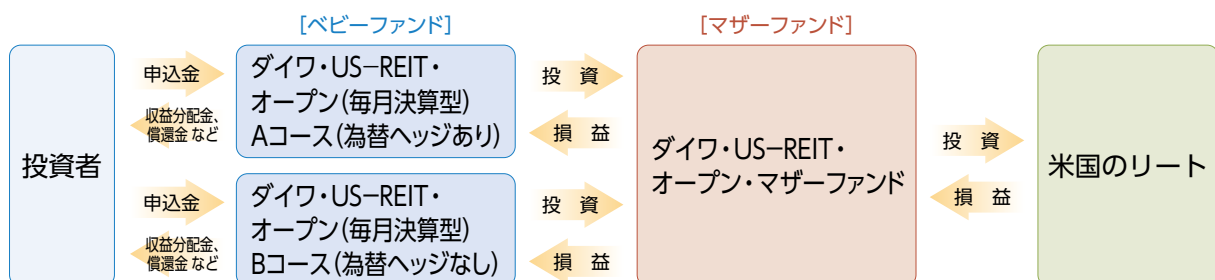 [ベビーファンド]
[マザーファンド]
投資者
申込金
収益分配金、
償還金 など
ダイワ・US−REIT・
オープン(毎月決算型)
Aコース(為替ヘッジあり)
投 資
損 益
申込金
収益分配金、
償還金 など
ダイワ・US−REIT・
オープン(毎月決算型)
Bコース(為替ヘッジなし)
投 資
損 益
ダイワ・US−REIT・
オープン・マザーファンド
投 資
損 益
米国のリート